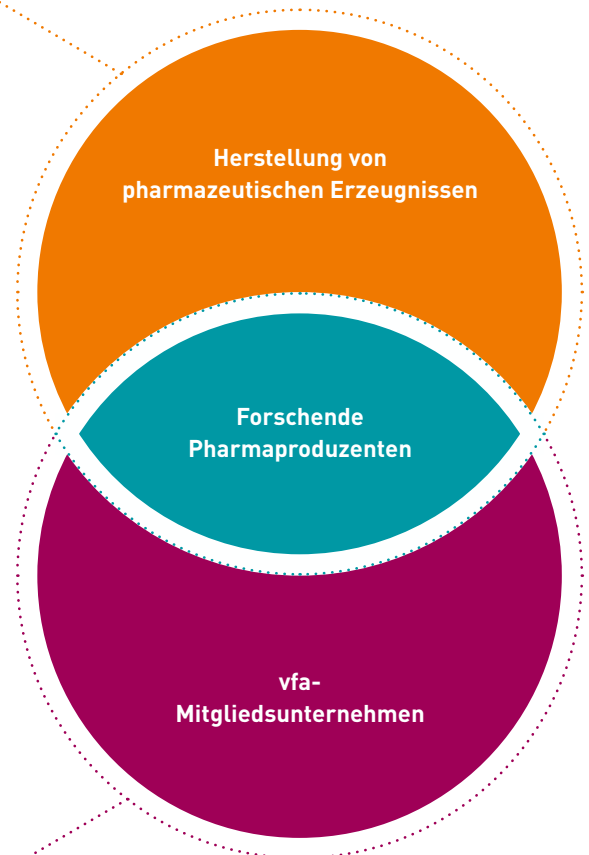 Herstellung von
pharmazeutischen Erzeugnissen
Forschende
Pharmaproduzenten
vfa-
Mitgliedsunternehmen